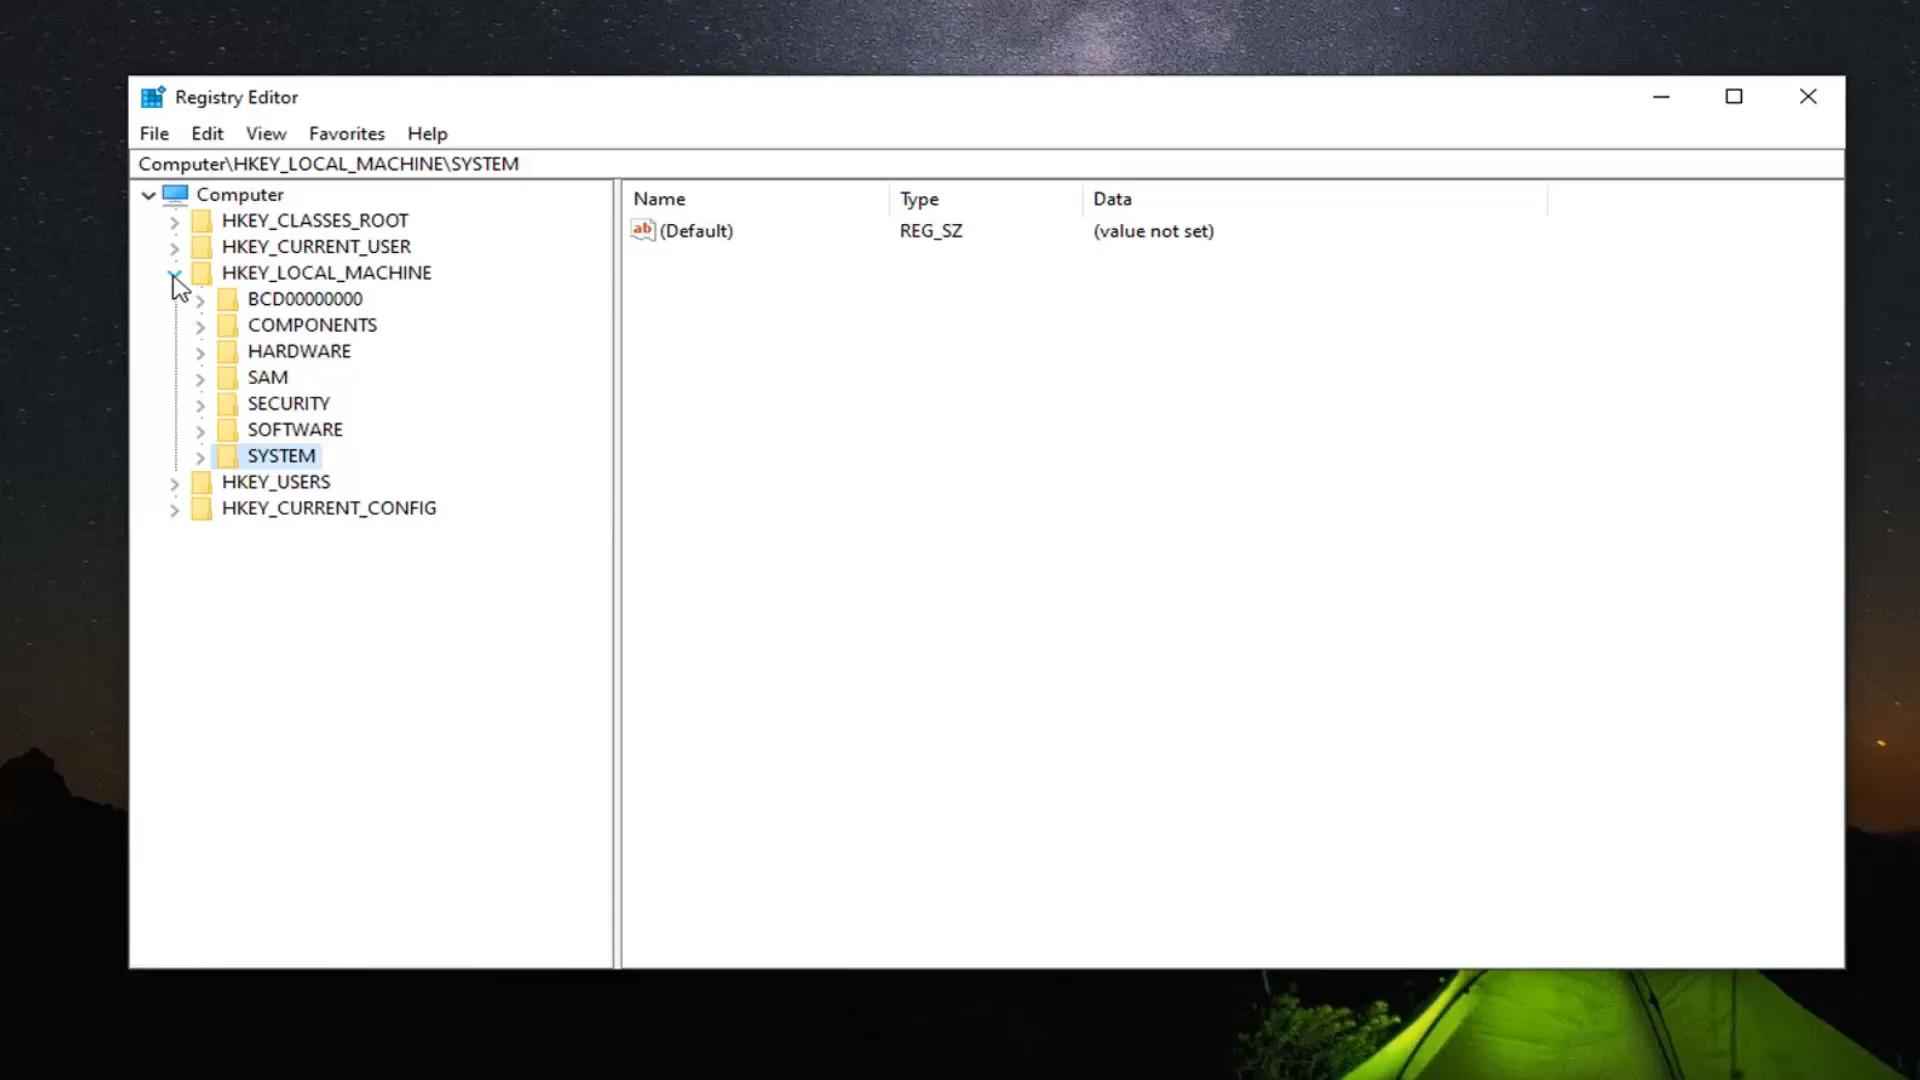 Registry Editor
File Edit View Favorites Help
Computer\HKEY_LOCAL_MACHINE\SYSTEM
Computer
HKEY_CLASSES_ROOT
HKEY_CURRENT_USER
HKEY_LOCAL_MACHINE
BCD00000000
COMPONENTS
HARDWARE
SAM
SECURITY
SOFTWARE
SYSTEM
HKEY_USERS
HKEY_CURRENT_CONFIG
Name Type Data
ab (Default) REG_SZ (value not set)